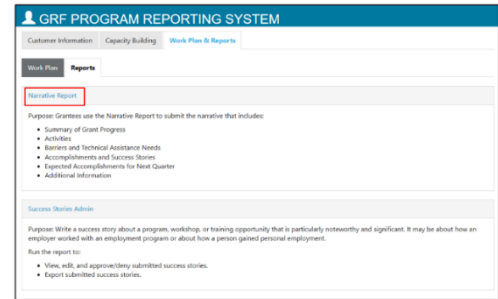 GRF PROGRAM REPORTING SYSTEM
Customer Information Capacity Building Work Plan & Reports
Work Plan Reports
Narrative Report
Purpose: Grantees use the Narrative Report to submit the narrative that includes:
• Summary of Grant Progress
• Activities
• Barriers and Technical Assistance Needs
• Accomplishments and Success Stories
• Expected Accomplishments for Next Quarter
• Additional Information
Success Stories Admin
Purpose: Write a success story about a program, workshop, or training opportunity that is particularly noteworthy and significant. It may be about how an
employer worked with an employment program or about how a person gained personal employment.
Run the report to:
• View, edit, and approve/deny submitted success stories.
• Export submitted success stories.